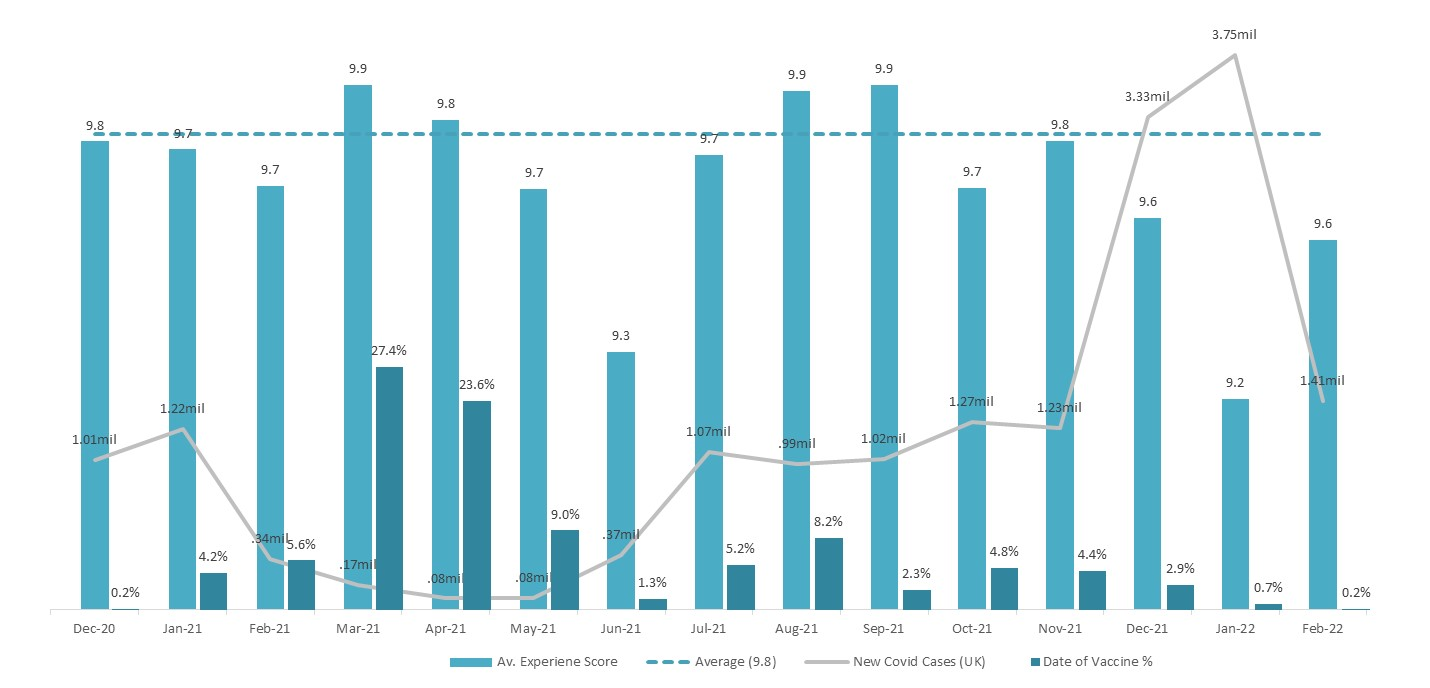 3.75mil
9.9 9.9 9.9
3.33mil
9.8 9.8 9.8
9.7 9.7
9.7 9.7 9.7
9.6
9.6
9.3
27.4%
23.6% 9.2 1.41mil
1.22mil 1.27mil 1.23mil
1.01mil 1.07mil .99mil 1.02mil
9.0% 8.2%
.34mil 5.6% .37mil
4.2% 5.2% 4.8% 4.4%
.17mil 2.9%
.08mil .08mil 1.3% 2.3%
0.2% 0.7% 0.2%
Dec-20 Jan-21 Feb-21 Mar-21 Apr-21 May-21 Jun-21 Jul-21 Aug-21 Sep-21 Oct-21 Nov-21 Dec-21 Jan-22 Feb-22
Av. Experiene Score Average (9.8) New Covid Cases (UK) Date of Vaccine %